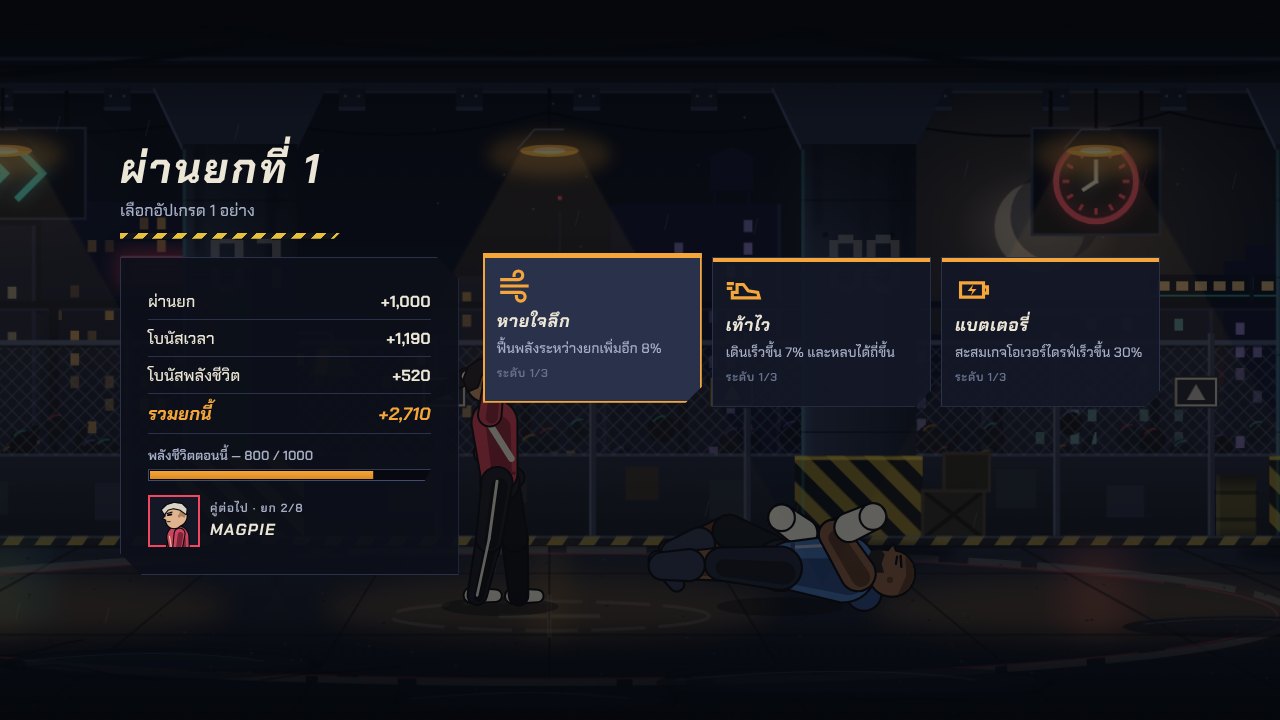 ผ่านยกที่ 1
เลือกอัปเกรด 1 อย่าง
ผ่านยก +1,000
โบนัสเวลา +1,190
โบนัสพลังชีวิต +520
รวมยกนี้ +2,710
พลังชีวิตตอนนี้ — 800 / 1000
คู่ต่อไป · ยก 2/8
MAGPIE
หายใจลึก
ฟื้นพลังระหว่างยกเพิ่มอีก 8%
ระดับ 1/3
เท้าไว
เดินเร็วขึ้น 7% และหลบได้ถี่ขึ้น
ระดับ 1/3
แบตเตอรี่
สะสมเกจโอเวอร์ไดรฟ์เร็วขึ้น 30%
ระดับ 1/3